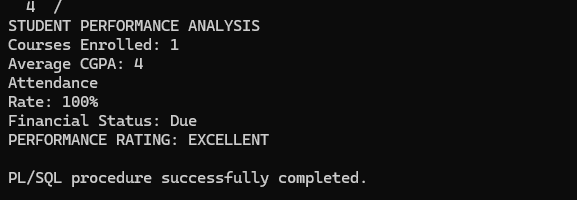 4  /
STUDENT PERFORMANCE ANALYSIS
Courses Enrolled: 1
Average CGPA: 4
Attendance
Rate: 100%
Financial Status: Due
PERFORMANCE RATING: EXCELLENT

PL/SQL procedure successfully completed.